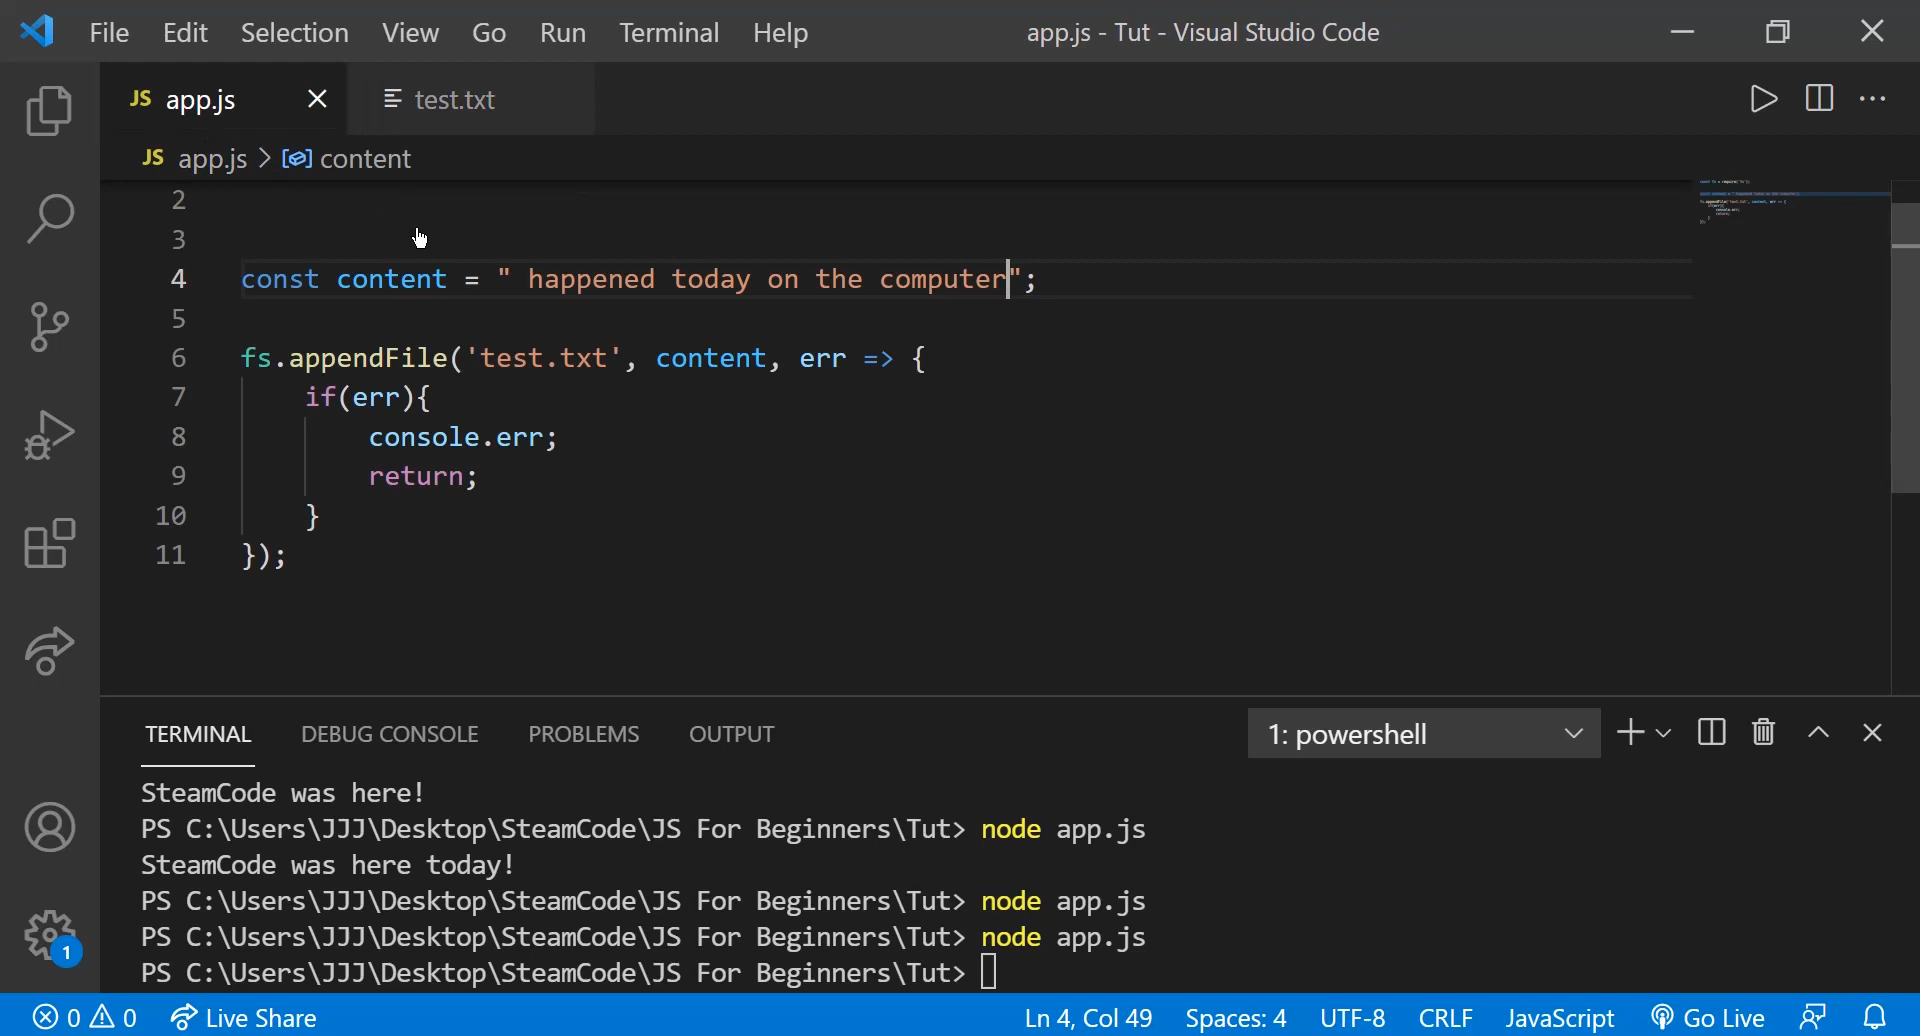 File Edit Selection View Go Run Terminal Help app.js - Tut - Visual Studio Code
JS app.js test.txt
JS app.js > content
2
3
4 const content = " happened today on the computer";
5
6 fs.appendFile('test.txt', content, err => {
7 if(err){
8 console.err;
9 return;
10 }
11 });
TERMINAL DEBUG CONSOLE PROBLEMS OUTPUT 1: powershell
SteamCode was here!
PS C:\Users\JJJ\Desktop\SteamCode\JS For Beginners\Tut> node app.js
SteamCode was here today!
PS C:\Users\JJJ\Desktop\SteamCode\JS For Beginners\Tut> node app.js
PS C:\Users\JJJ\Desktop\SteamCode\JS For Beginners\Tut> node app.js
PS C:\Users\JJJ\Desktop\SteamCode\JS For Beginners\Tut>
1
0 0 Live Share Ln 4, Col 49 Spaces: 4 UTF-8 CRLF JavaScript Go Live